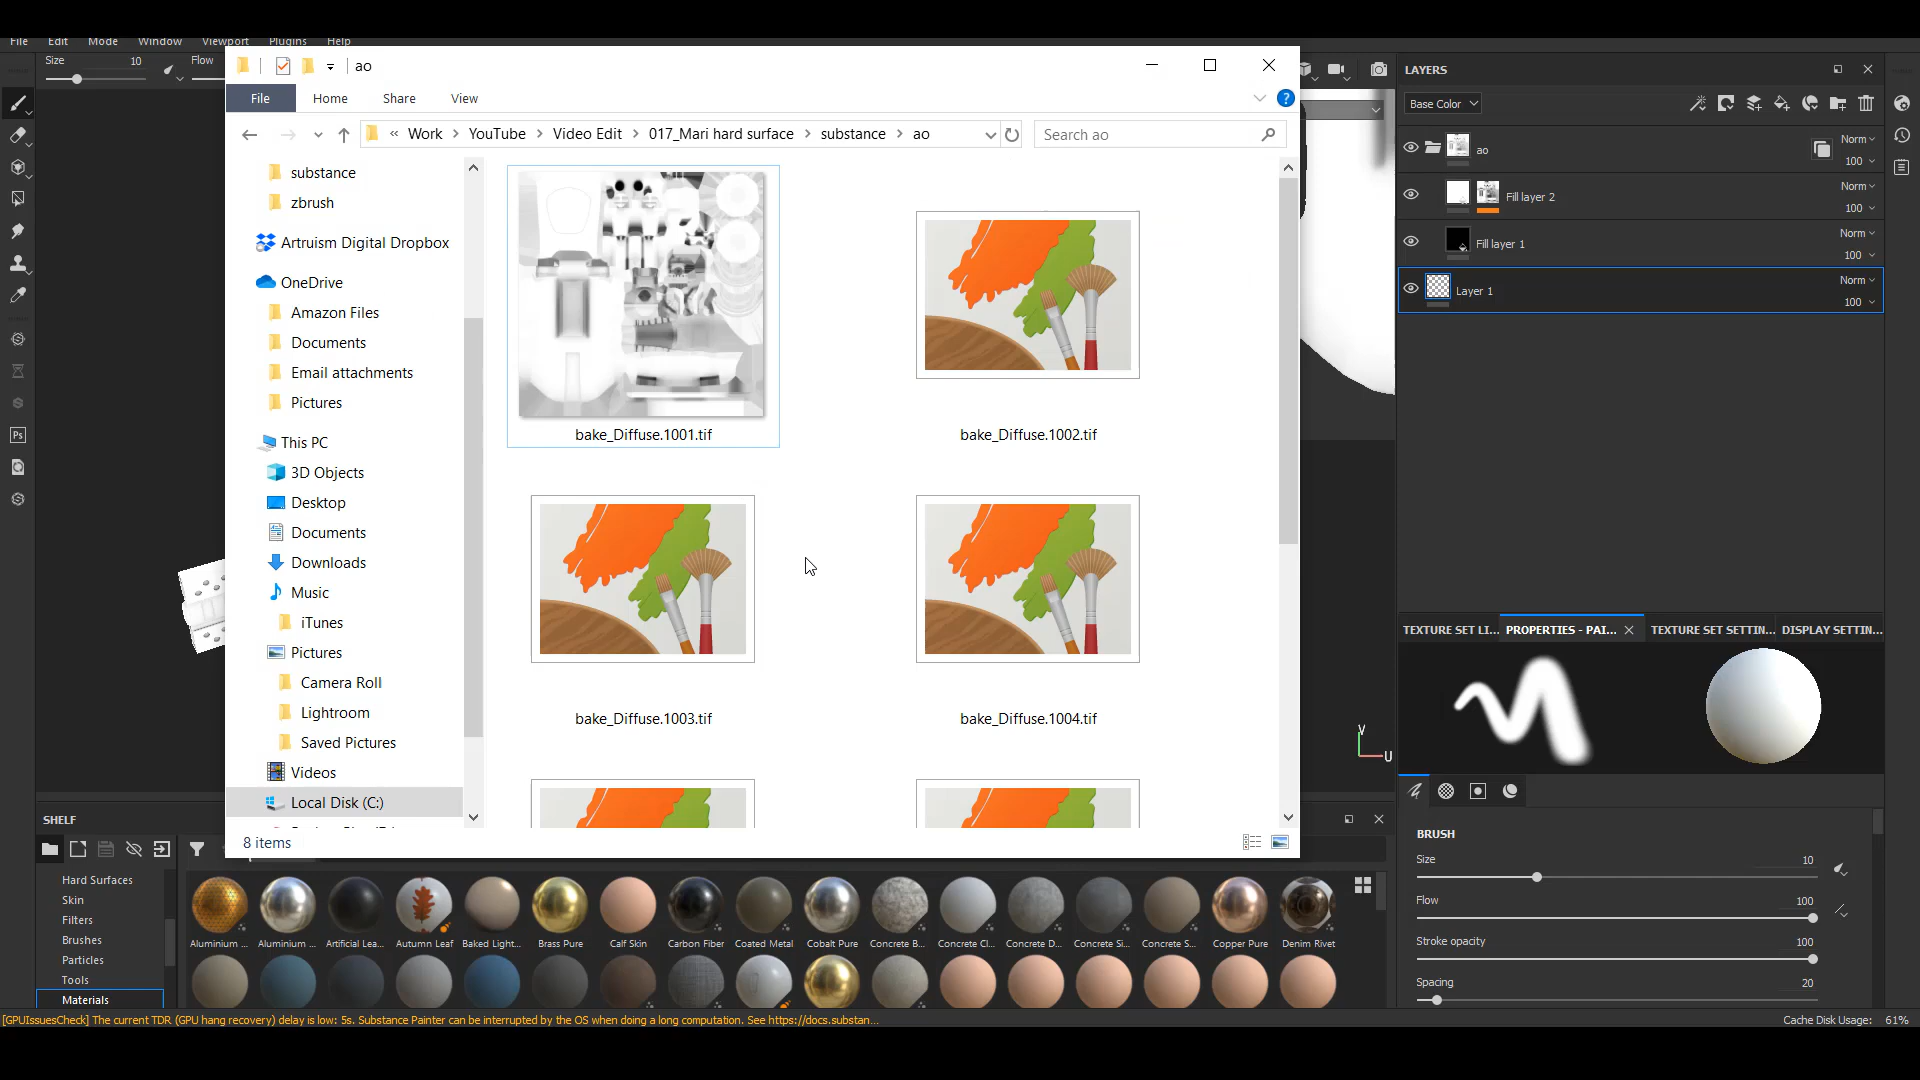 File Edit Mode Window Viewport Plugins Help
Size 10 Flow
ao
File Home Share View
« Work > YouTube > Video Edit > 017_Mari hard surface > substance > ao
Search ao
substance
zbrush
Artruism Digital Dropbox
OneDrive
Amazon Files
Documents
Email attachments
Pictures
This PC
3D Objects
Desktop
Documents
Downloads
Music
iTunes
Pictures
Camera Roll
Lightroom
Saved Pictures
Videos
Local Disk (C:)
bake_Diffuse.1001.tif
bake_Diffuse.1002.tif
bake_Diffuse.1003.tif
bake_Diffuse.1004.tif
8 items
LAYERS
Base Color
ao Norm 100
Fill layer 2 Norm 100
Fill layer 1 Norm 100
Layer 1 Norm 100
V
U
TEXTURE SET LI... PROPERTIES - PAI... TEXTURE SET SETTIN... DISPLAY SETTIN...
BRUSH
Size 10
Flow 100
Stroke opacity 100
Spacing 20
Ps
SHELF
Hard Surfaces
Skin
Filters
Brushes
Particles
Tools
Materials
Aluminium ... Aluminium ... Artificial Lea... Autumn Leaf Baked Light... Brass Pure Calf Skin Carbon Fiber Coated Metal Cobalt Pure Concrete B... Concrete Cl... Concrete D... Concrete Si... Concrete S... Copper Pure Denim Rivet
[GPUIssuesCheck] The current TDR (GPU hang recovery) delay is low: 5s. Substance Painter can be interrupted by the OS when doing a long computation. See https://docs.substan...
Cache Disk Usage: 61%